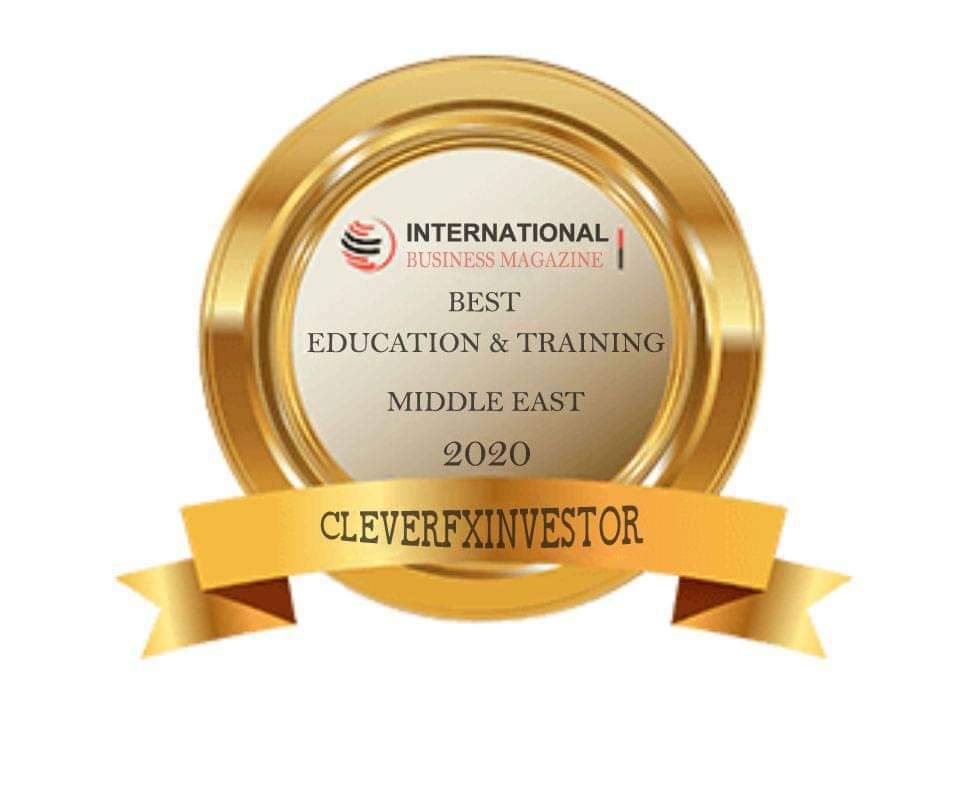 INTERNATIONAL
BUSINESS MAGAZINE
BEST
EDUCATION & TRAINING
MIDDLE EAST
2020
CLEVERFXINVESTOR